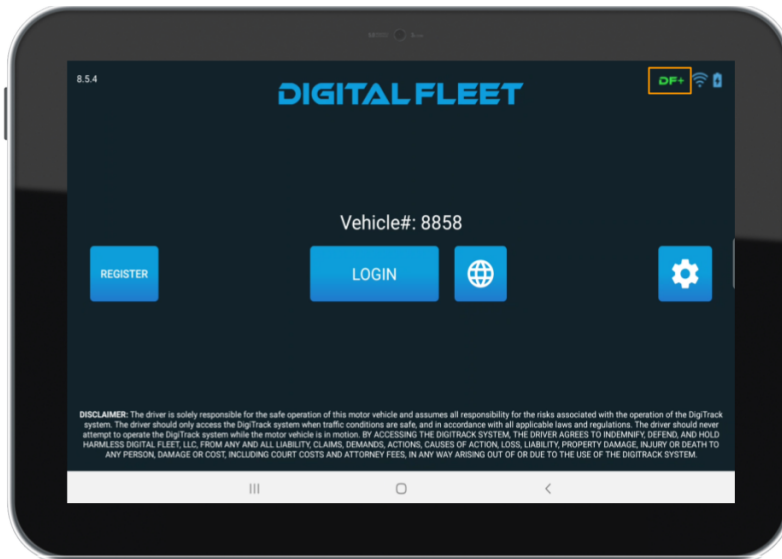 8.5.4
DIGITAL FLEET
DF+
Vehicle#: 8858
REGISTER
LOGIN
DISCLAIMER: The driver is solely responsible for the safe operation of this motor vehicle and assumes all responsibility for the risks associated with the operation of the DigiTrack
system. The driver should only access the DigiTrack system when traffic conditions are safe, and in accordance with all applicable laws and regulations. The driver should never
attempt to operate the DigiTrack system while the motor vehicle is in motion. BY ACCESSING THE DIGITRACK SYSTEM, THE DRIVER AGREES TO INDEMNIFY, DEFEND, AND HOLD
HARMLESS DIGITAL FLEET, LLC, FROM ANY AND ALL LIABILITY, CLAIMS, DEMANDS, ACTIONS, CAUSES OF ACTION, LOSS, LIABILITY, PROPERTY DAMAGE, INJURY OR DEATH TO
ANY PERSON, DAMAGE OR COST, INCLUDING COURT COSTS AND ATTORNEY FEES, IN ANY WAY ARISING OUT OF OR DUE TO THE USE OF THE DIGITRACK SYSTEM.